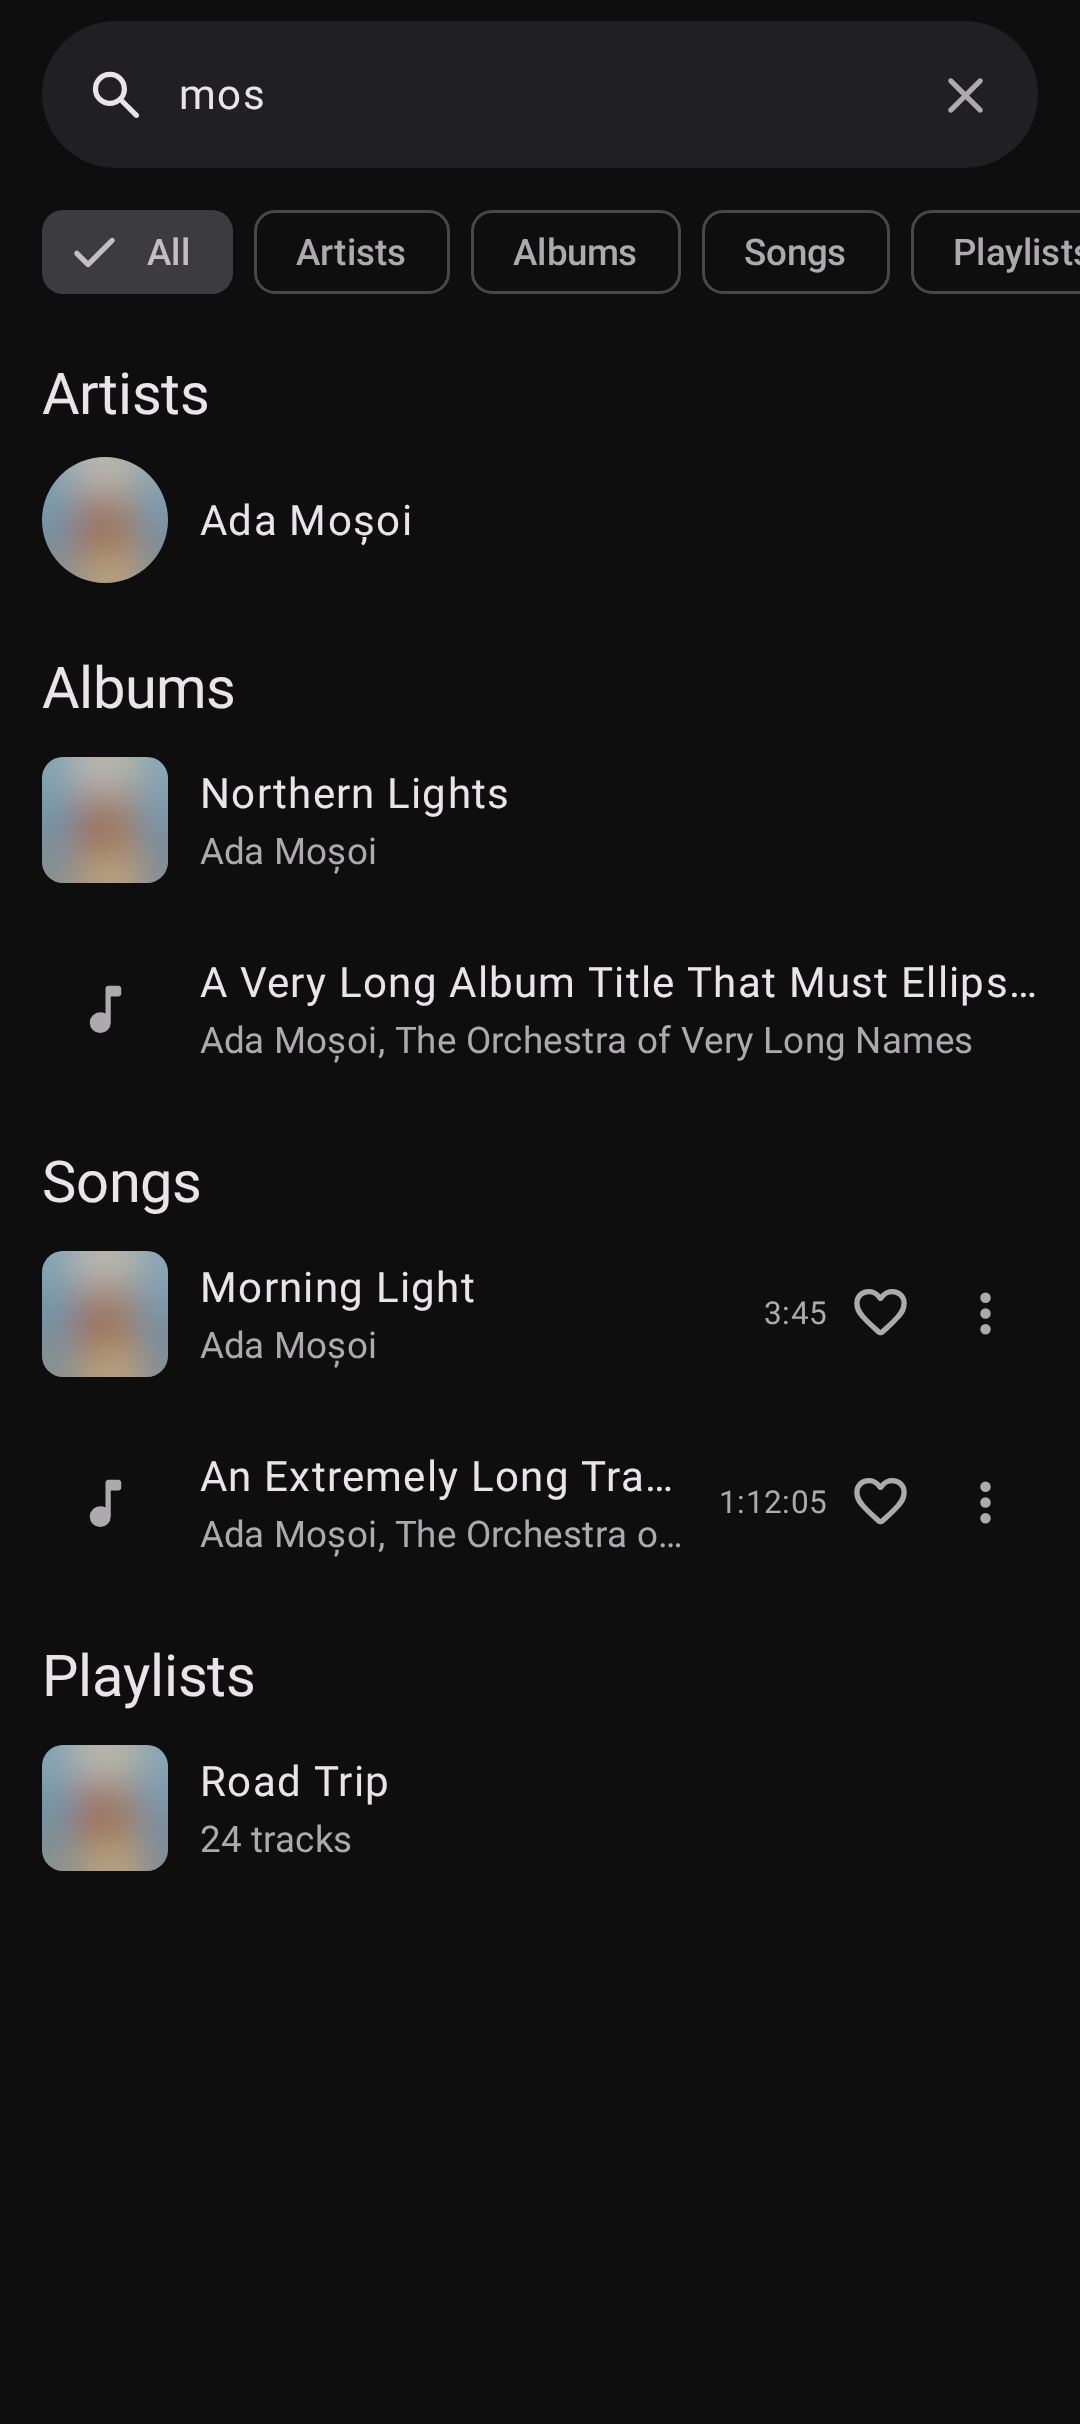 mos
All Artists Albums Songs Playlists
Artists
Ada Moșoi
Albums
Northern Lights
Ada Moșoi
A Very Long Album Title That Must Ellips…
Ada Moșoi, The Orchestra of Very Long Names
Songs
Morning Light
Ada Moșoi
3:45
An Extremely Long Tra…
Ada Moșoi, The Orchestra o…
1:12:05
Playlists
Road Trip
24 tracks